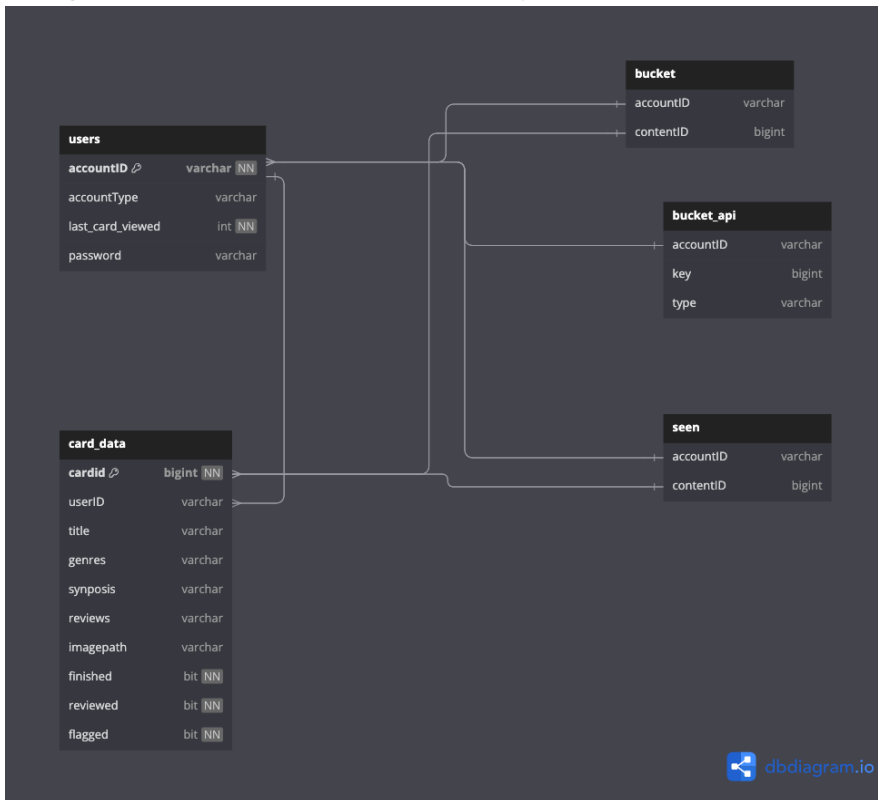 users
accountID varchar NN
accountType varchar
last_card_viewed int NN
password varchar
bucket
accountID varchar
contentID bigint
bucket_api
accountID varchar
key bigint
type varchar
card_data
cardid bigint NN
userID varchar
title varchar
genres varchar
synposis varchar
reviews varchar
imagepath varchar
finished bit NN
reviewed bit NN
flagged bit NN
seen
accountID varchar
contentID bigint
dbdiagram.io